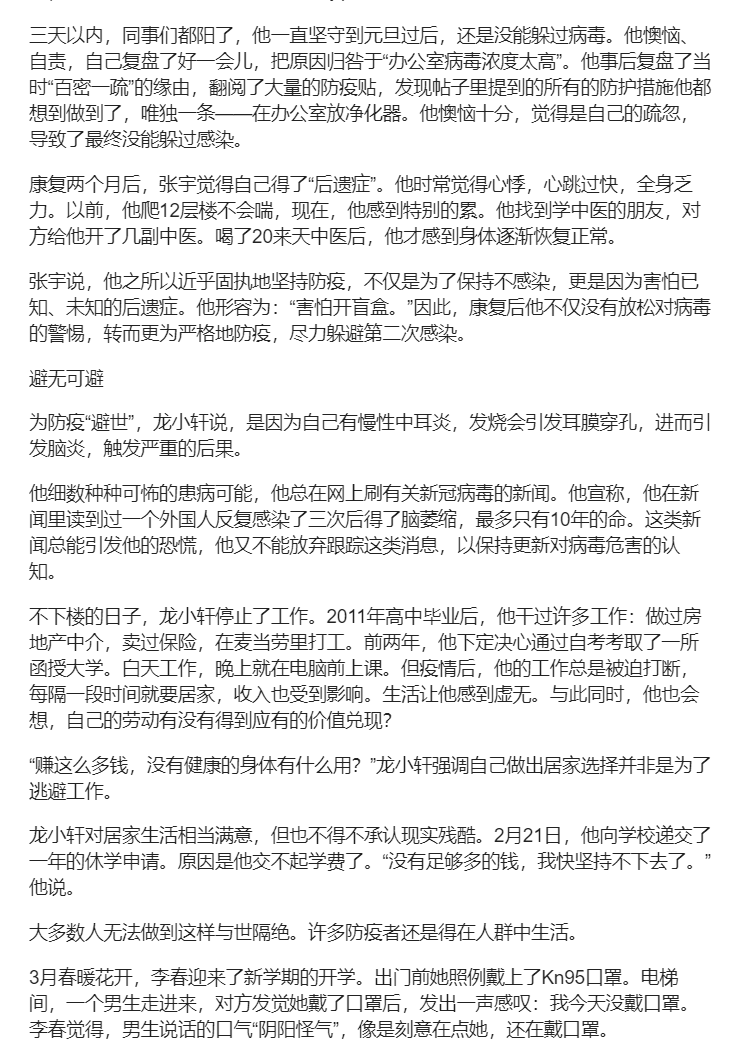 三天以内，同事们都阳了，他一直坚守到元旦过后，还是没能躲过病毒。他懊恼、
自责，自己复盘了好一会儿，把原因归咎于“办公室病毒浓度太高”。他事后复盘了当
时“百密一疏”的缘由，翻阅了大量的防疫贴，发现帖子里提到的所有的防护措施他都
想到做到了，唯独一条——在办公室放净化器。他懊恼十分，觉得是自己的疏忽，
导致了最终没能躲过感染。
康复两个月后，张宇觉得自己得了“后遗症”。他时常觉得心悸，心跳过快，全身乏
力。以前，他爬12层楼不会喘，现在，他感到特别的累。他找到学中医的朋友，对
方给他开了几副中医。喝了20来天中医后，他才感到身体逐渐恢复正常。
张宇说，他之所以近乎固执地坚持防疫，不仅是为了保持不感染，更是因为害怕已
知、未知的后遗症。他形容为：“害怕开盲盒。”因此，康复后他不仅没有放松对病毒
的警惕，转而更为严格地防疫，尽力躲避第二次感染。
避无可避
为防疫“避世”，龙小轩说，是因为自己有慢性中耳炎，发烧会引发耳膜穿孔，进而引
发脑炎，触发严重的后果。
他细数种种可怖的患病可能，他总在网上刷有关新冠病毒的新闻。他宣称，他在新
闻里读到过一个外国人反复感染了三次后得了脑萎缩，最多只有10年的命。这类新
闻总能引发他的恐慌，他又不能放弃跟踪这类消息，以保持更新对病毒危害的认
知。
不下楼的日子，龙小轩停止了工作。2011年高中毕业后，他干过许多工作：做过房
地产中介，卖过保险，在麦当劳里打工。前两年，他下定决心通过自考考取了一所
函授大学。白天工作，晚上就在电脑前上课。但疫情后，他的工作总是被迫打断，
每隔一段时间就要居家，收入也受到影响。生活让他感到虚无。与此同时，他也会
想，自己的劳动有没有得到应有的价值兑现？
“赚这么多钱，没有健康的身体有什么用？”龙小轩强调自己做出居家选择并非是为了
逃避工作。
龙小轩对居家生活相当满意，但也不得不承认现实残酷。2月21日，他向学校递交了
一年的休学申请。原因是他交不起学费了。“没有足够多的钱，我快坚持不下去了。”
他说。
大多数人无法做到这样与世隔绝。许多防疫者还是得在人群中生活。
3月春暖花开，李春迎来了新学期的开学。出门前她照例戴上了Kn95口罩。电梯
间，一个男生走进来，对方发觉她戴了口罩后，发出一声感叹：我今天没戴口罩。
李春觉得，男生说话的口气“阴阳怪气”，像是刻意在点她，还在戴口罩。